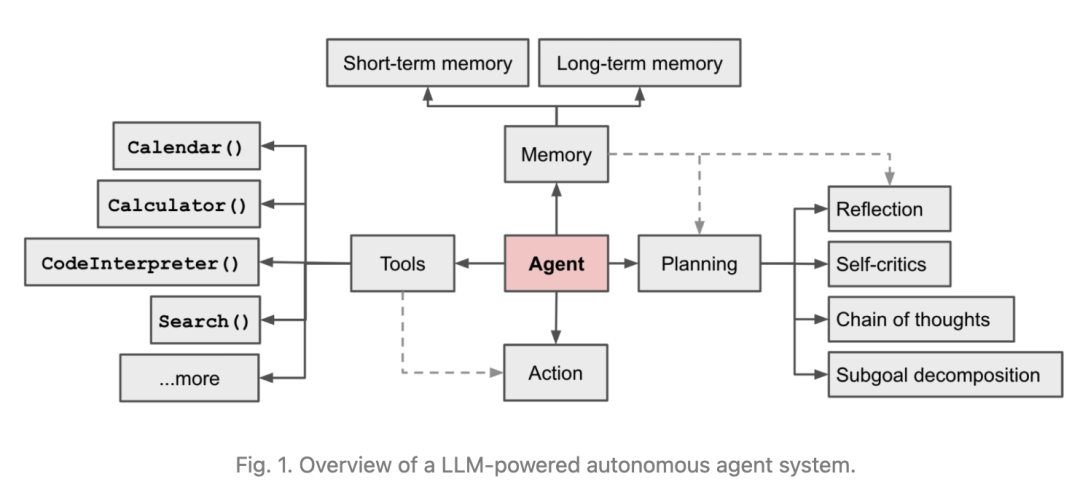 Short-term memory
Long-term memory
Calendar()
Memory
Calculator()
Reflection
CodeInterpreter()
Tools
Agent
Planning
Self-critics
Search()
Chain of thoughts
...more
Action
Subgoal decomposition
Fig. 1. Overview of a LLM-powered autonomous agent system.